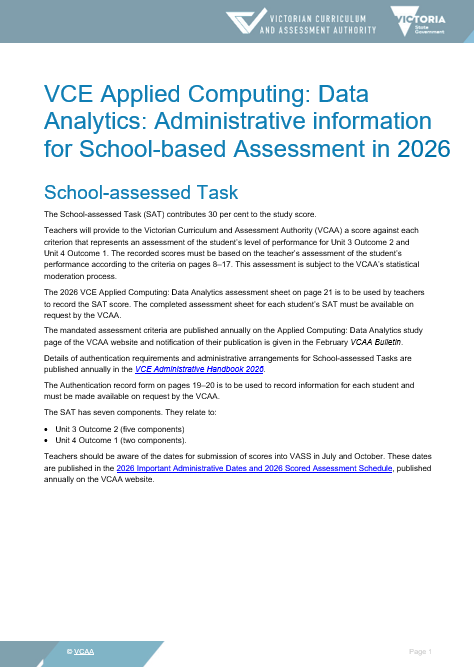 VICTORIAN CURRICULUM
AND ASSESSMENT AUTHORITY
VICTORIA
State
Government
VCE Applied Computing: Data
Analytics: Administrative information
for School-based Assessment in 2026
School-assessed Task
The School-assessed Task (SAT) contributes 30 per cent to the study score.
Teachers will provide to the Victorian Curriculum and Assessment Authority (VCAA) a score against each
criterion that represents an assessment of the student's level of performance for Unit 3 Outcome 2 and
Unit 4 Outcome 1. The recorded scores must be based on the teacher's assessment of the student's
performance according to the criteria on pages 8–17. This assessment is subject to the VCAA's statistical
moderation process.
The 2026 VCE Applied Computing: Data Analytics assessment sheet on page 21 is to be used by teachers
to record the SAT score. The completed assessment sheet for each student's SAT must be available on
request by the VCAA.
The mandated assessment criteria are published annually on the Applied Computing: Data Analytics study
page of the VCAA website and notification of their publication is given in the February VCAA Bulletin.
Details of authentication requirements and administrative arrangements for School-assessed Tasks are
published annually in the VCE Administrative Handbook 2026.
The Authentication record form on pages 19–20 is to be used to record information for each student and
must be made available on request by the VCAA.
The SAT has seven components. They relate to:
• Unit 3 Outcome 2 (five components)
• Unit 4 Outcome 1 (two components).
Teachers should be aware of the dates for submission of scores into VASS in July and October. These dates
are published in the 2026 Important Administrative Dates and 2026 Scored Assessment Schedule, published
annually on the VCAA website.
© VCAA
Page 1